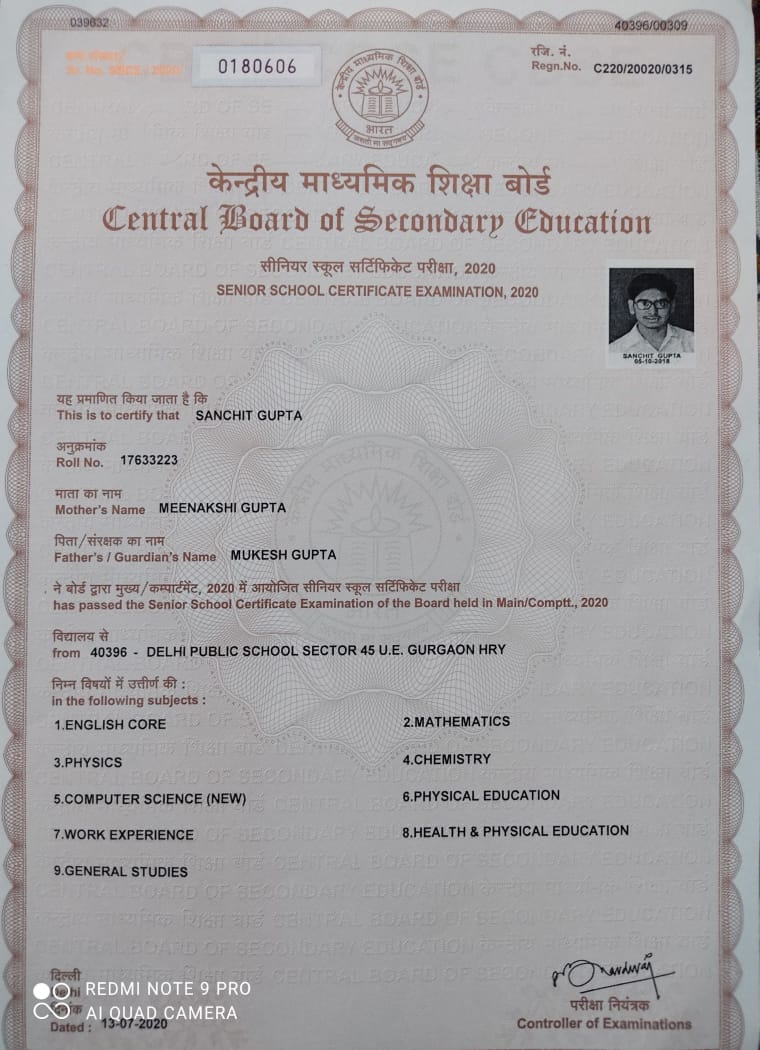 039632
40396/00309
क्रम संख्या/
Sr. No. SSCE / 2020
0180606
रजि. नं.
Regn.No. C220/20020/0315
केन्द्रीय माध्यमिक शिक्षा बोर्ड
भारत
असतो मा सद्गमय
केन्द्रीय माध्यमिक शिक्षा बोर्ड
Central Board of Secondary Education
सीनियर स्कूल सर्टिफिकेट परीक्षा, 2020
SENIOR SCHOOL CERTIFICATE EXAMINATION, 2020
SANCHIT GUPTA
05-10-2018
यह प्रमाणित किया जाता है कि
This is to certify that SANCHIT GUPTA
अनुक्रमांक
Roll No. 17633223
माता का नाम
Mother's Name MEENAKSHI GUPTA
पिता/संरक्षक का नाम
Father's / Guardian's Name MUKESH GUPTA
ने बोर्ड द्वारा मुख्य/कम्पार्टमेंट, 2020 में आयोजित सीनियर स्कूल सर्टिफिकेट परीक्षा
has passed the Senior School Certificate Examination of the Board held in Main/Comptt., 2020
विद्यालय से
from 40396 - DELHI PUBLIC SCHOOL SECTOR 45 U.E. GURGAON HRY
निम्न विषयों में उत्तीर्ण की :
in the following subjects :
1.ENGLISH CORE 2.MATHEMATICS
3.PHYSICS 4.CHEMISTRY
5.COMPUTER SCIENCE (NEW) 6.PHYSICAL EDUCATION
7.WORK EXPERIENCE 8.HEALTH & PHYSICAL EDUCATION
9.GENERAL STUDIES
दिल्ली
Delhi
दिनांक
Dated : 13-07-2020
REDMI NOTE 9 PRO
AI QUAD CAMERA
परीक्षा नियंत्रक
Controller of Examinations